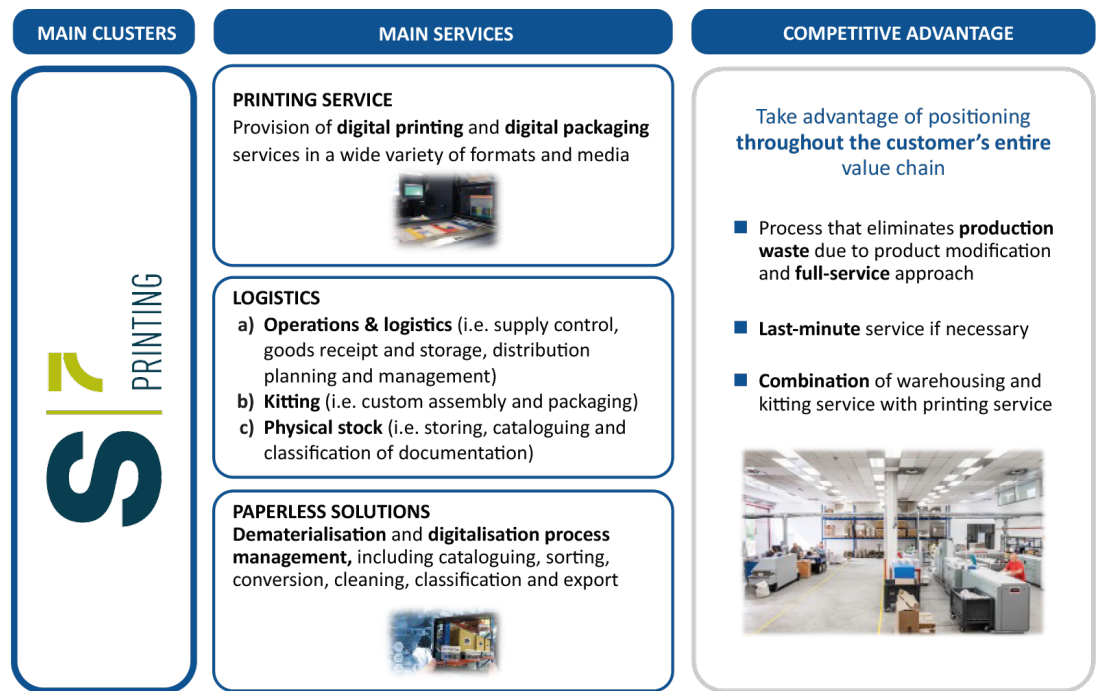 MAIN CLUSTERS
MAIN SERVICES
COMPETITIVE ADVANTAGE
S
PRINTING
PRINTING SERVICE
Provision of digital printing and digital packaging
services in a wide variety of formats and media
LOGISTICS
a) Operations & logistics (i.e. supply control,
goods receipt and storage, distribution
planning and management)
b) Kitting (i.e. custom assembly and packaging)
c) Physical stock (i.e. storing, cataloguing and
classification of documentation)
PAPERLESS SOLUTIONS
Dematerialisation and digitalisation process
management, including cataloguing, sorting,
conversion, cleaning, classification and export
Take advantage of positioning
throughout the customer's entire
value chain
■ Process that eliminates production
waste due to product modification
and full-service approach
■ Last-minute service if necessary
■ Combination of warehousing and
kitting service with printing service